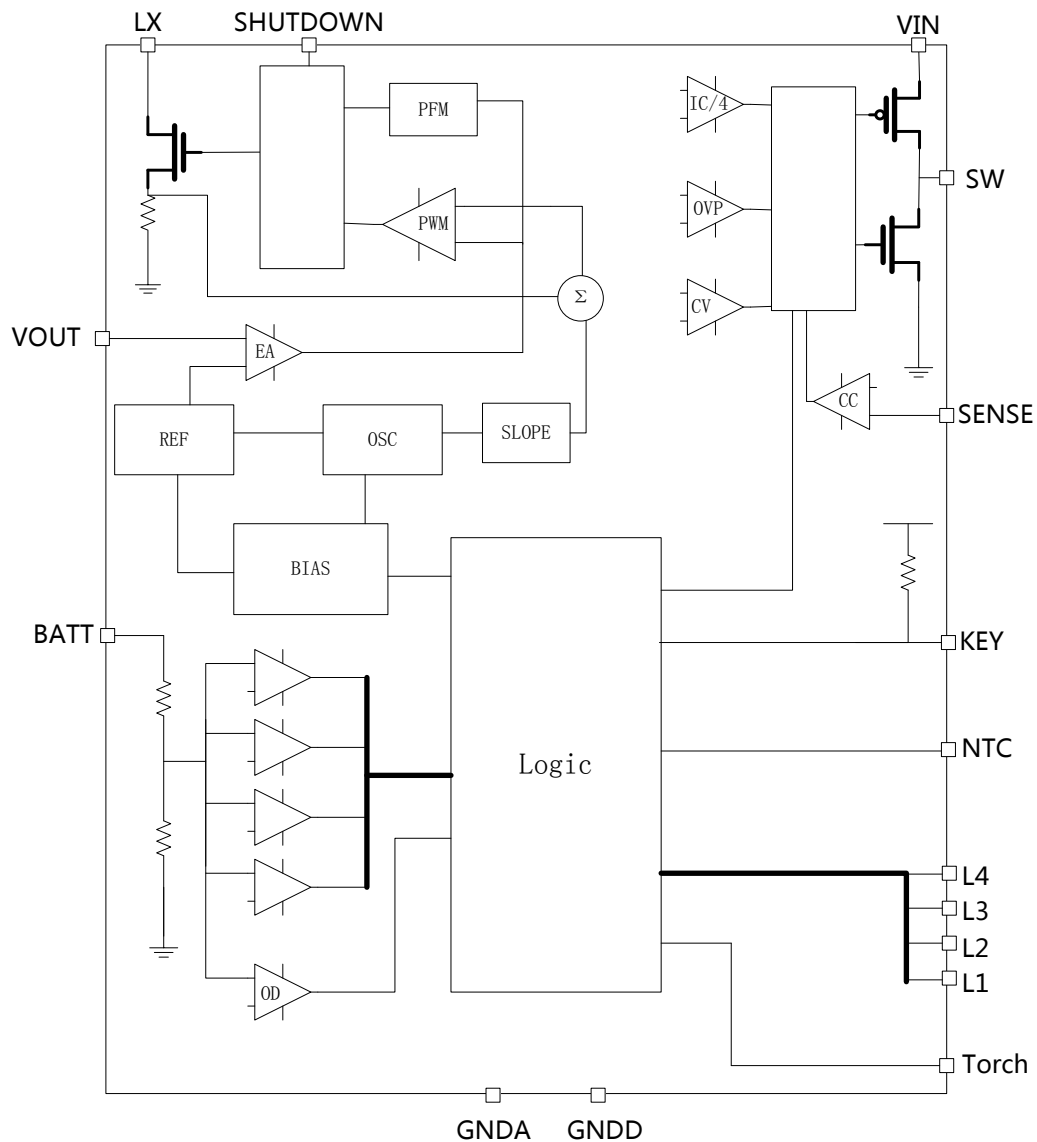 LX
SHUTDOWN
VIN
PFM
IC/4
SW
OVP
PWM
Σ
CV
VOUT
EA
CC
SENSE
REF
OSC
SLOPE
BIAS
BATT
KEY
Logic
NTC
L4
L3
L2
L1
OD
Torch
GNDA
GNDD